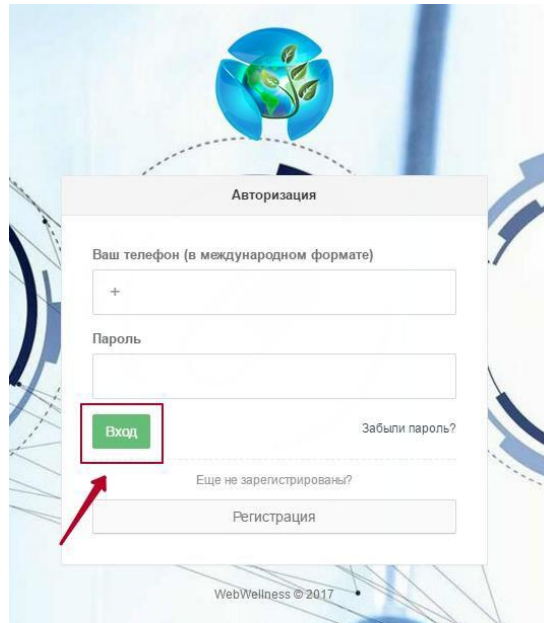 Авторизация
Ваш телефон (в международном формате)
+
Пароль
Вход
Забыли пароль?
Еще не зарегистрированы?
Регистрация
WebWellness © 2017